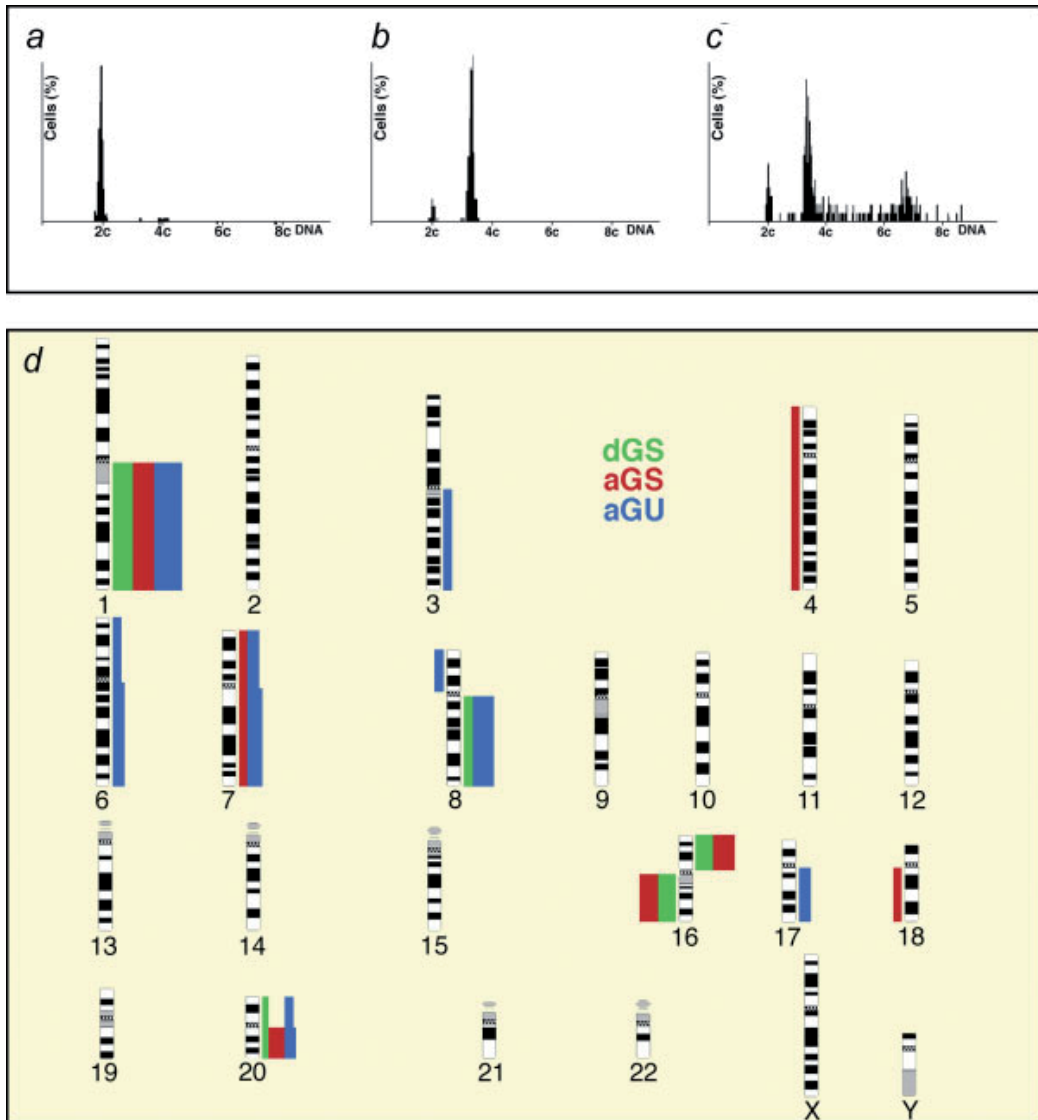 a b c
Cells (%) Cells (%) Cells (%)
2c 4c 6c 8c DNA 2c 4c 6c 8c DNA 2c 4c 6c 8c DNA
d
dGS
aGS
aGU
1 2 3 4 5
6 7 8 9 10 11 12
13 14 15 16 17 18
19 20 21 22 X Y